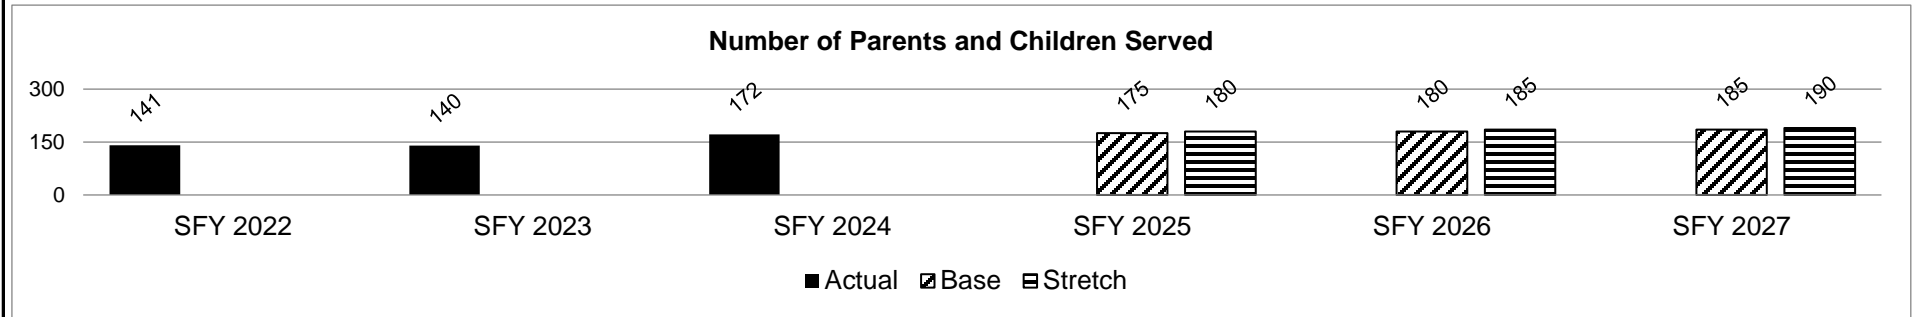 Number of Parents and Children Served
300
150
0
141
140
172
175
180
180
185
185
190
SFY 2022
SFY 2023
SFY 2024
SFY 2025
SFY 2026
SFY 2027
Actual Base Stretch